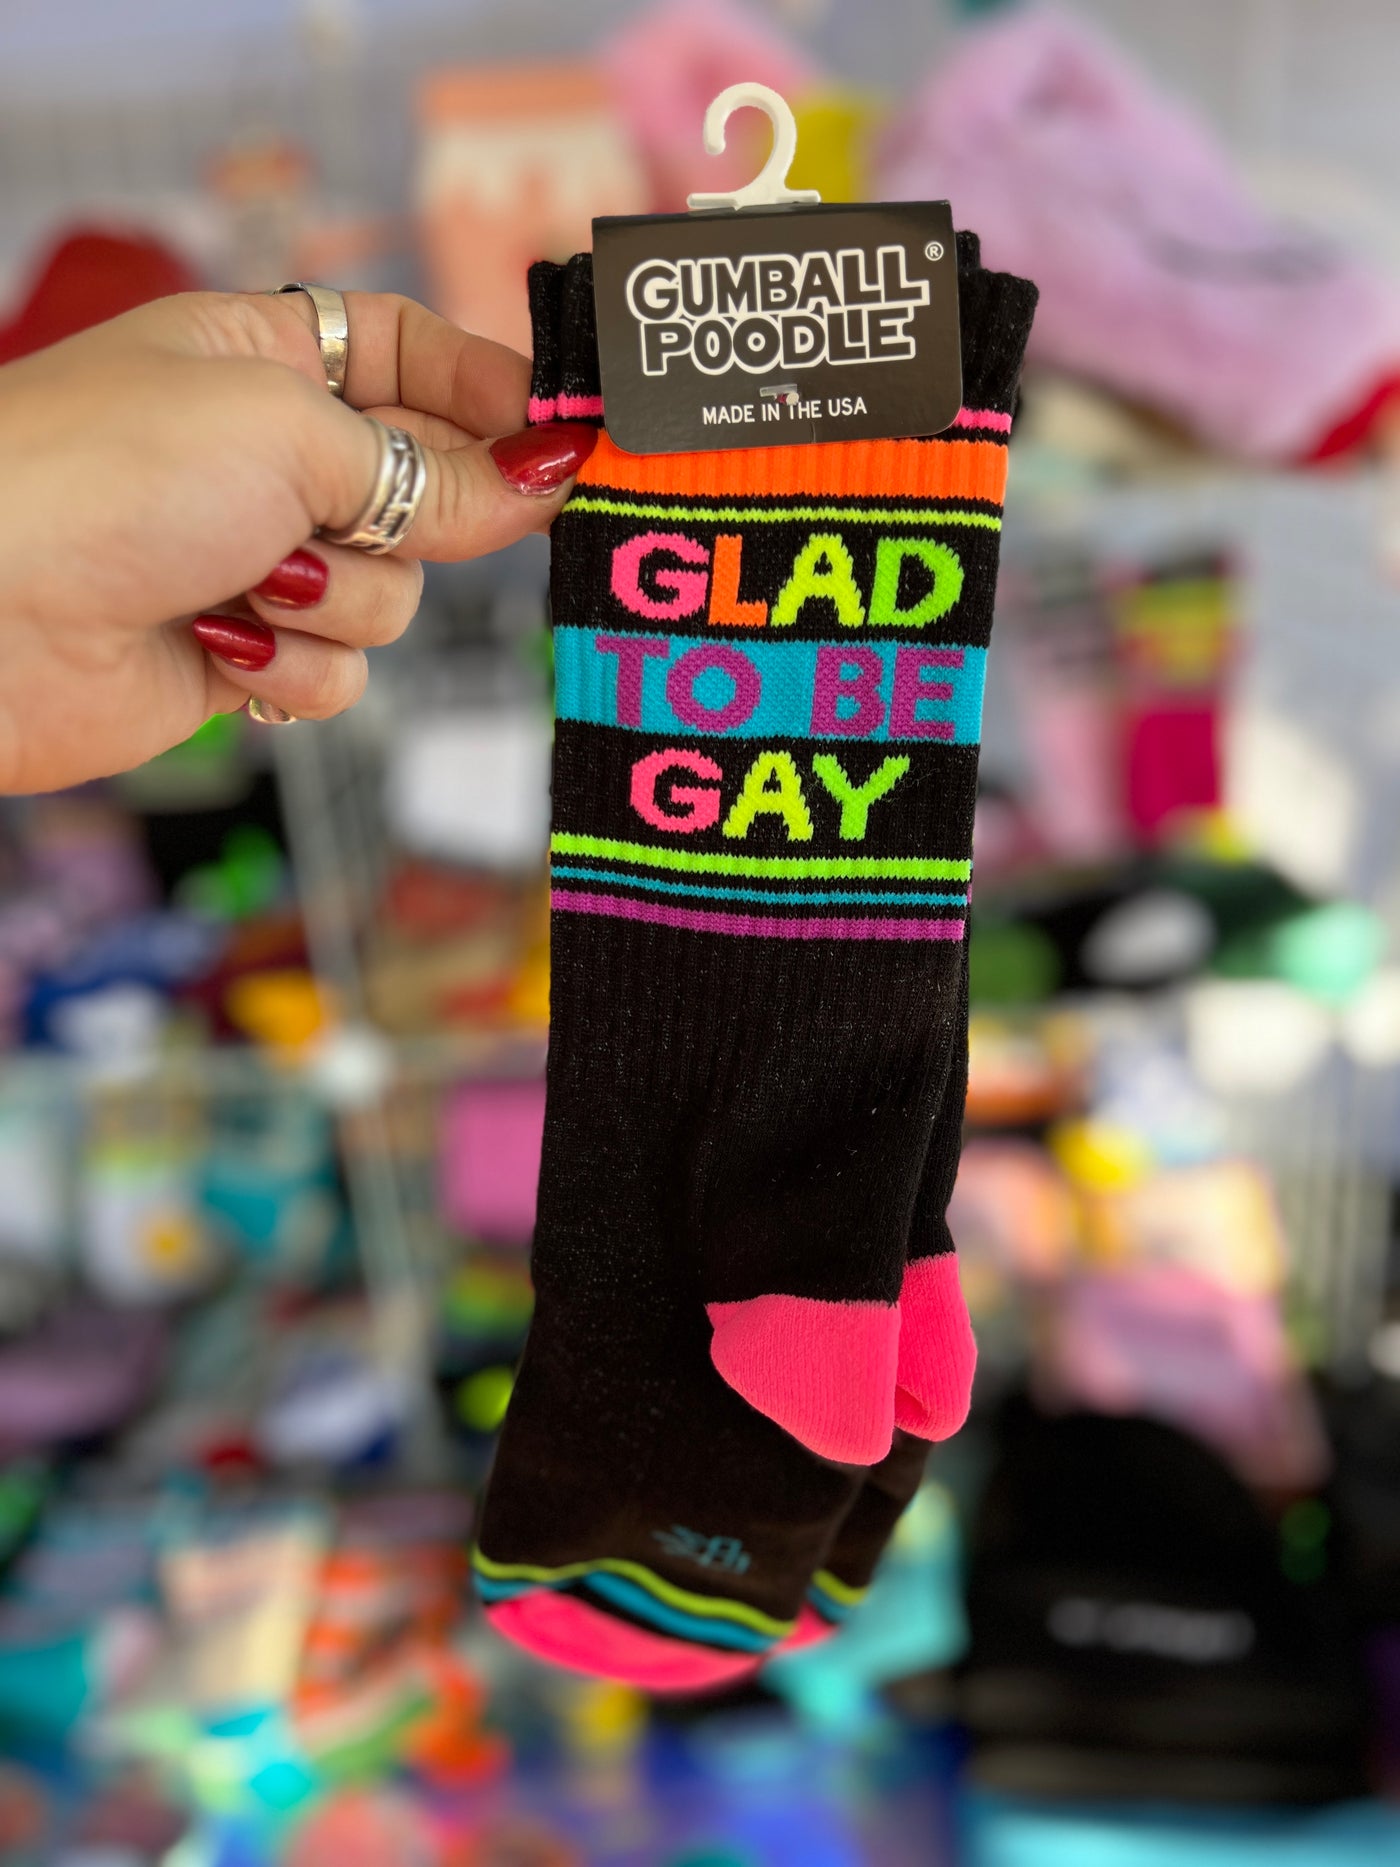 GUMBALL ®
POODLE
MADE IN THE USA
GLAD
TO BE
GAY